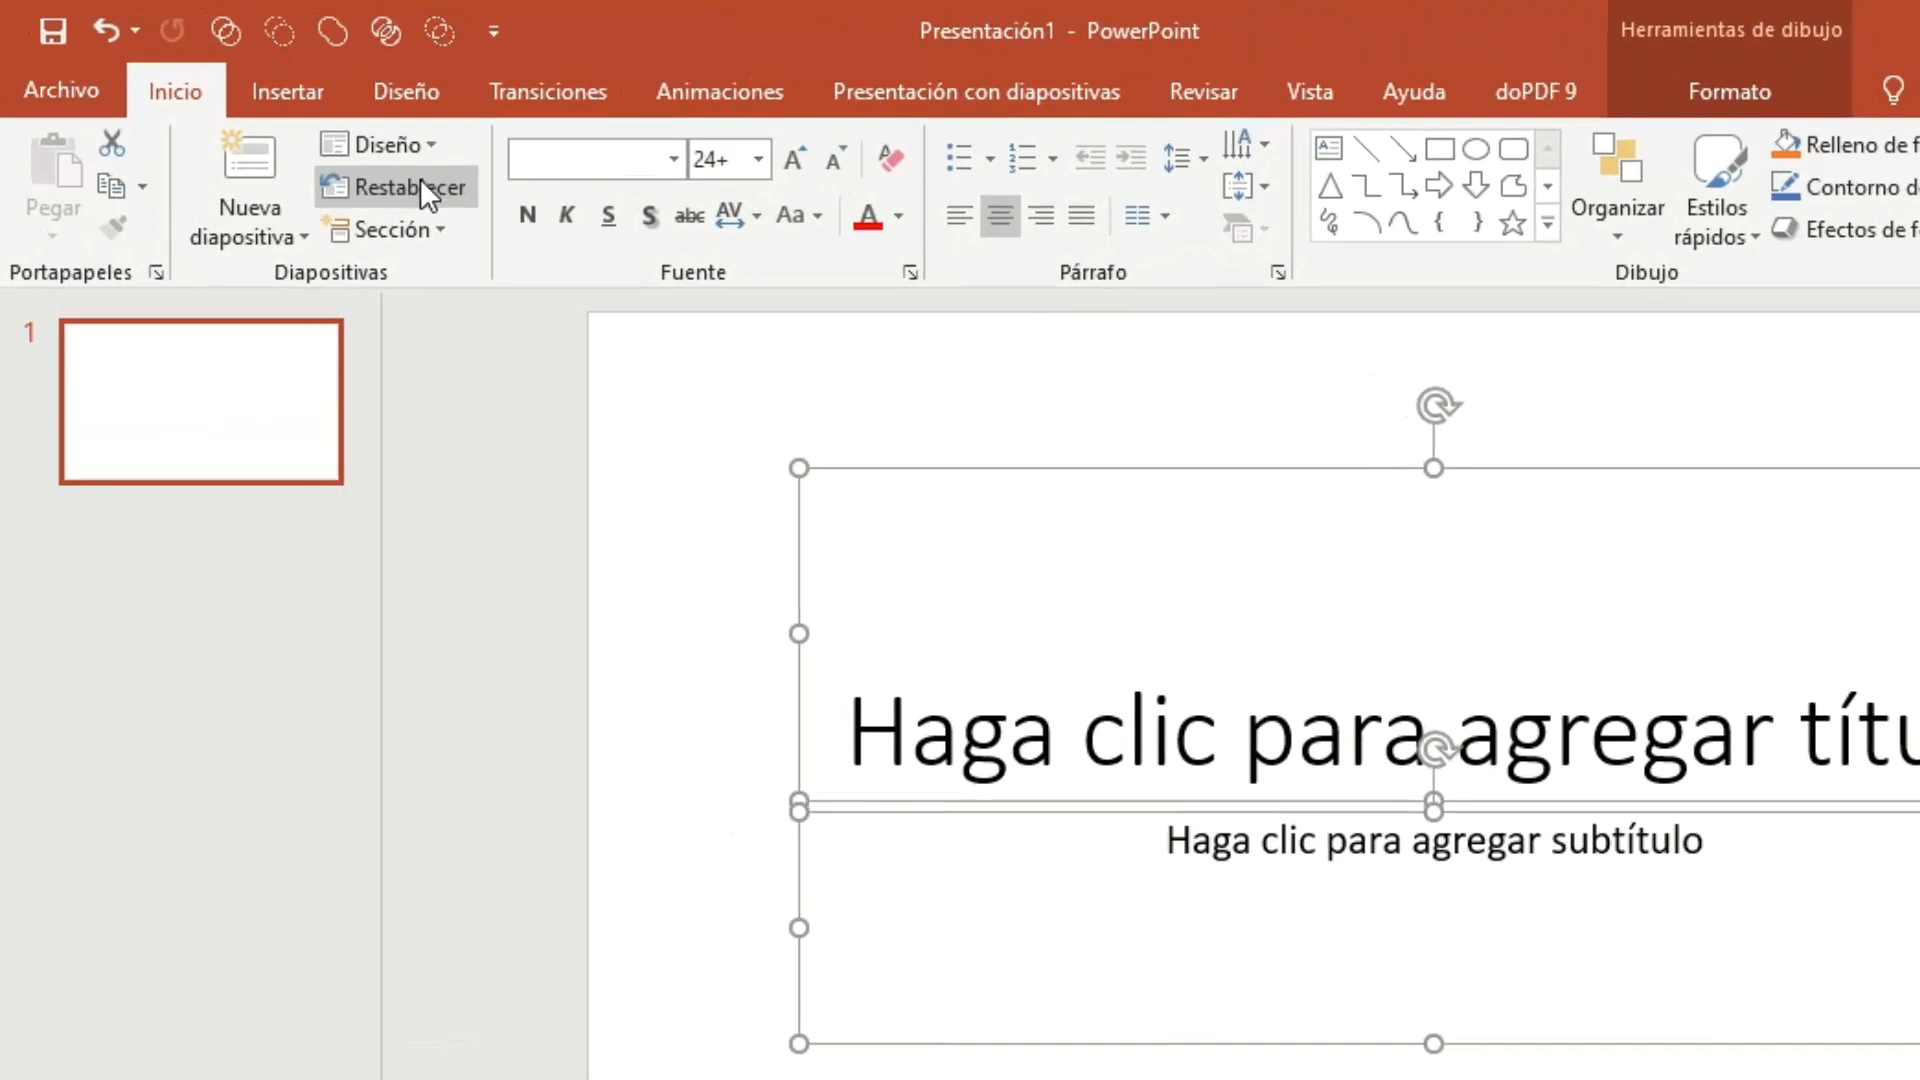 Presentación1 - PowerPoint
Herramientas de dibujo
Archivo
Inicio
Insertar
Diseño
Transiciones
Animaciones
Presentación con diapositivas
Revisar
Vista
Ayuda
doPDF 9
Formato
Pegar
Portapapeles
Nueva
diapositiva
Diseño
Restablecer
Sección
Diapositivas
24+
N K S S abc AV Aa A
Fuente
Párrafo
Organizar
Estilos
rápidos
Relleno de f
Contorno d
Efectos de f
Dibujo
1
Haga clic para agregar títu
Haga clic para agregar subtítulo